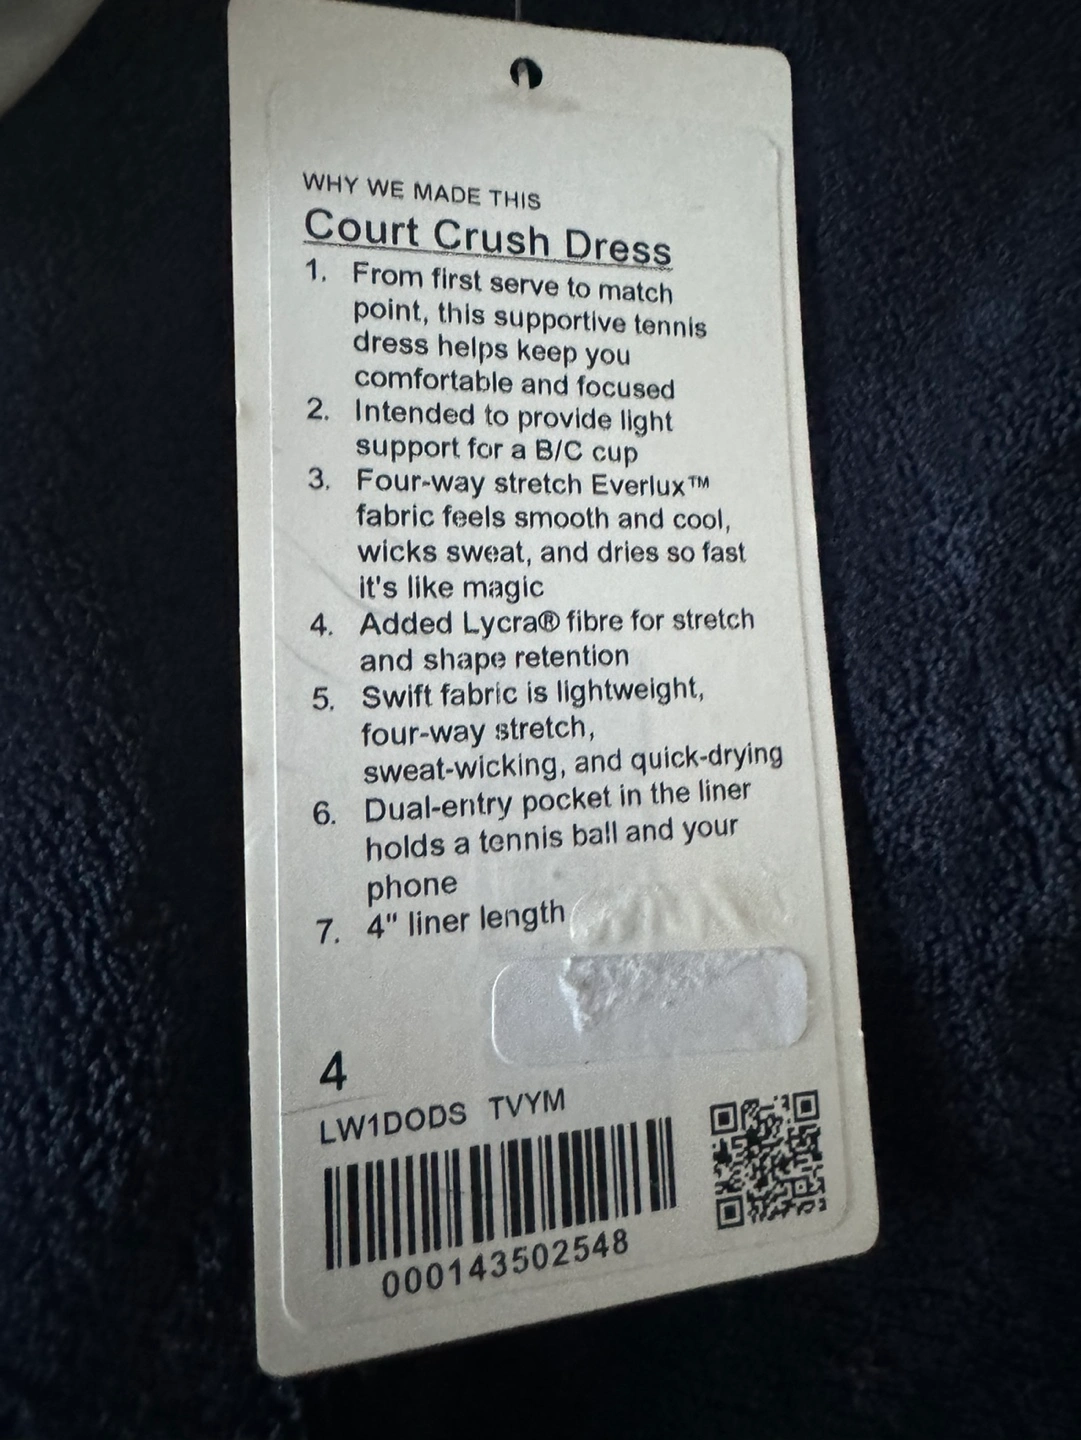 WHY WE MADE THIS
Court Crush Dress
1. From first serve to match
point, this supportive tennis
dress helps keep you
comfortable and focused
2. Intended to provide light
support for a B/C cup
3. Four-way stretch Everlux™
fabric feels smooth and cool,
wicks sweat, and dries so fast
it's like magic
4. Added Lycra® fibre for stretch
and shape retention
5. Swift fabric is lightweight,
four-way stretch,
sweat-wicking, and quick-drying
6. Dual-entry pocket in the liner
holds a tennis ball and your
phone
7. 4" liner length
4
LW1DODS TVYM
000143502548